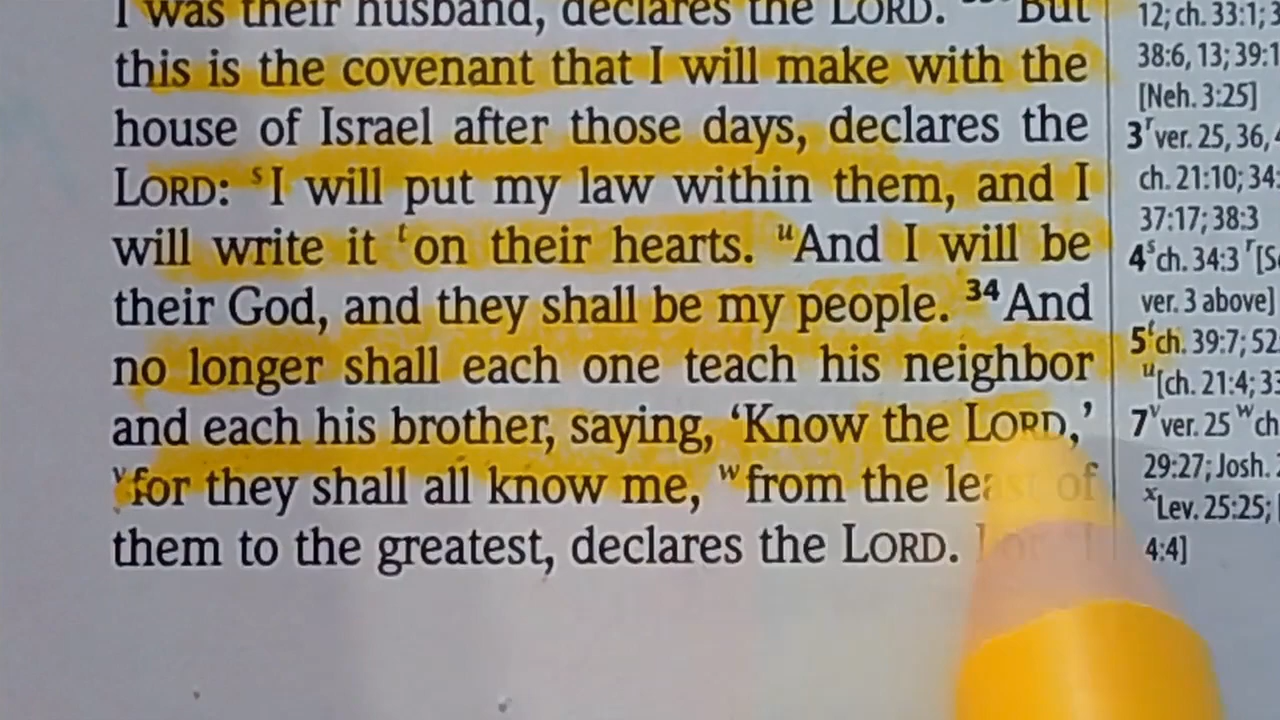 I was their husband, declares the LORD. But
this is the covenant that I will make with the
house of Israel after those days, declares the
LORD: ˢI will put my law within them, and I
will write it ᵗon their hearts. ᵘAnd I will be
their God, and they shall be my people. ³⁴And
no longer shall each one teach his neighbor
and each his brother, saying, ‘Know the LORD,’
ᵛfor they shall all know me, ʷfrom the least of
them to the greatest, declares the LORD.
12; ch. 33:1;
38:6, 13; 39:1
[Neh. 3:25]
3 ʳver. 25, 36,
ch. 21:10; 34:
37:17; 38:3
4 ˢch. 34:3 ʳ[S
ver. 3 above]
5 ᵗch. 39:7; 52
ᵘ[ch. 21:4; 3
7 ᵛver. 25 ʷch
29:27; Josh.
ˣLev. 25:25;
4:4]